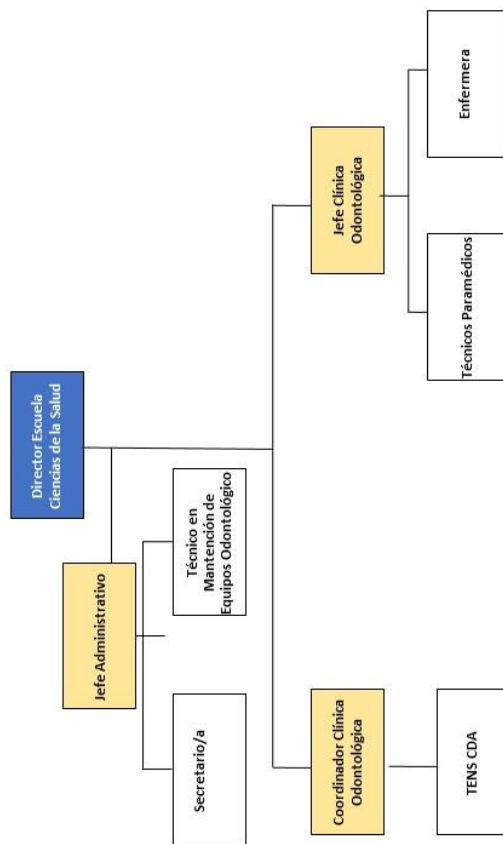 Director Escuela
Ciencias de la Salud
Jefe Administrativo
Secretario/a
Técnico en
Mantención de
Equipos Odontológico
Coordinador Clínica
Odontológica
Jefe Clínica
Odontológica
TENS CDA
Técnicos Paramédicos
Enfermera